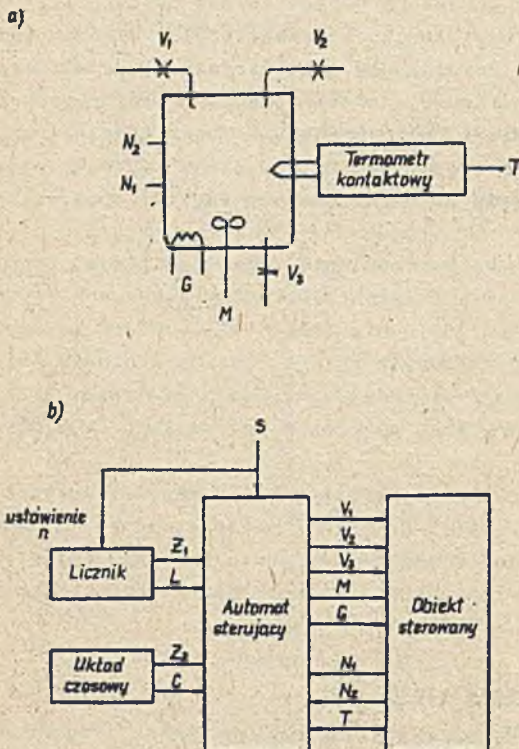 a)
V₁
V₂
N₂
N₁
Termometr
kontaktowy
T
G
M
V₃
b)
S
ustawienie
n
Licznik
Z₁
L
Układ
czasowy
Z₂
C
Automat
sterujący
V₁
V₂
V₃
M
G
N₁
N₂
T
Obiekt
sterowany